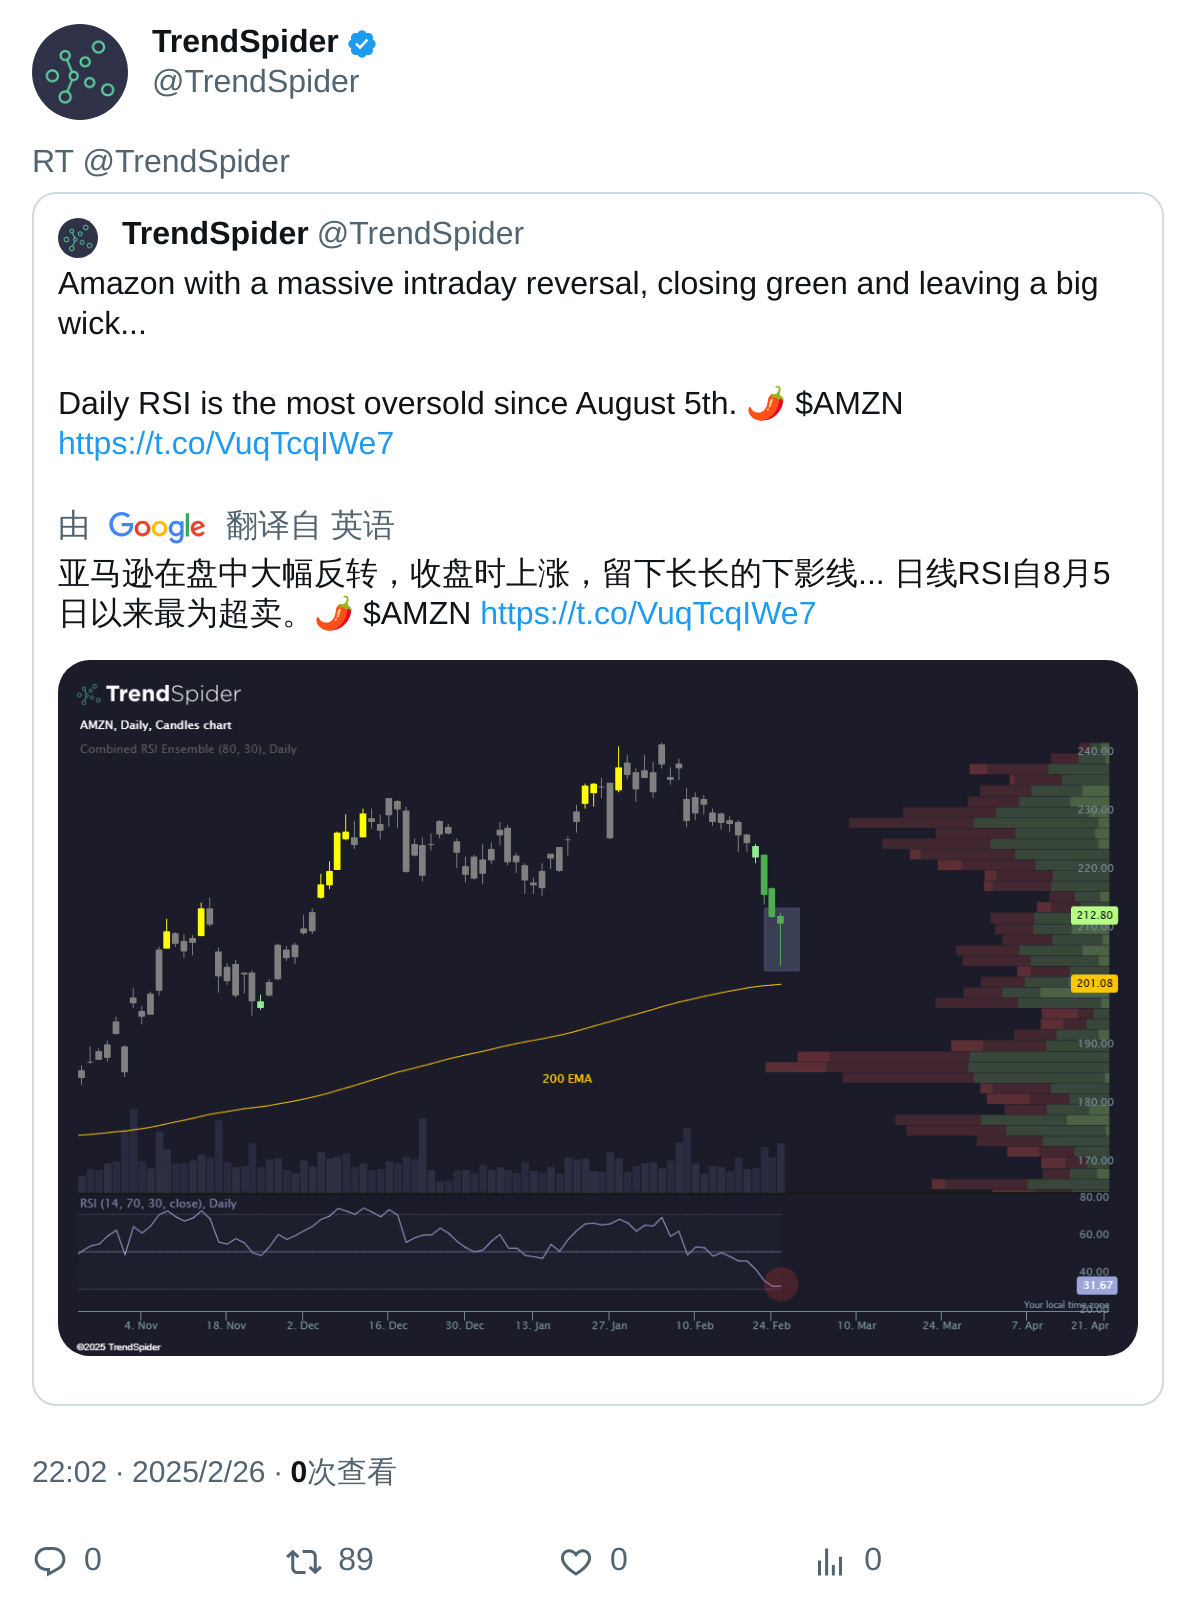 TrendSpider
@TrendSpider
RT @TrendSpider
TrendSpider @TrendSpider
Amazon with a massive intraday reversal, closing green and leaving a big
wick...
Daily RSI is the most oversold since August 5th. 🌶️ $AMZN
https://t.co/VuqTcqIWe7
由 Google 翻译自 英语
亚马逊在盘中大幅反转，收盘时上涨，留下长长的下影线... 日线RSI自8月5
日以来最为超卖。🌶️ $AMZN https://t.co/VuqTcqIWe7
TrendSpider
AMZN, Daily, Candles chart
Combined RSI Ensemble (80, 30), Daily
240.00
230.00
220.00
212.80
210.00
201.08
190.00
200 EMA
180.00
170.00
RSI (14, 70, 30, close), Daily
80.00
60.00
40.00
31.67
Your local time zone
20.00
4. Nov 18. Nov 2. Dec 16. Dec 30. Dec 13. Jan 27. Jan 10. Feb 24. Feb 10. Mar 24. Mar 7. Apr 21. Apr
©2025 TrendSpider
22:02 · 2025/2/26 · 0次查看
0 89 0 0